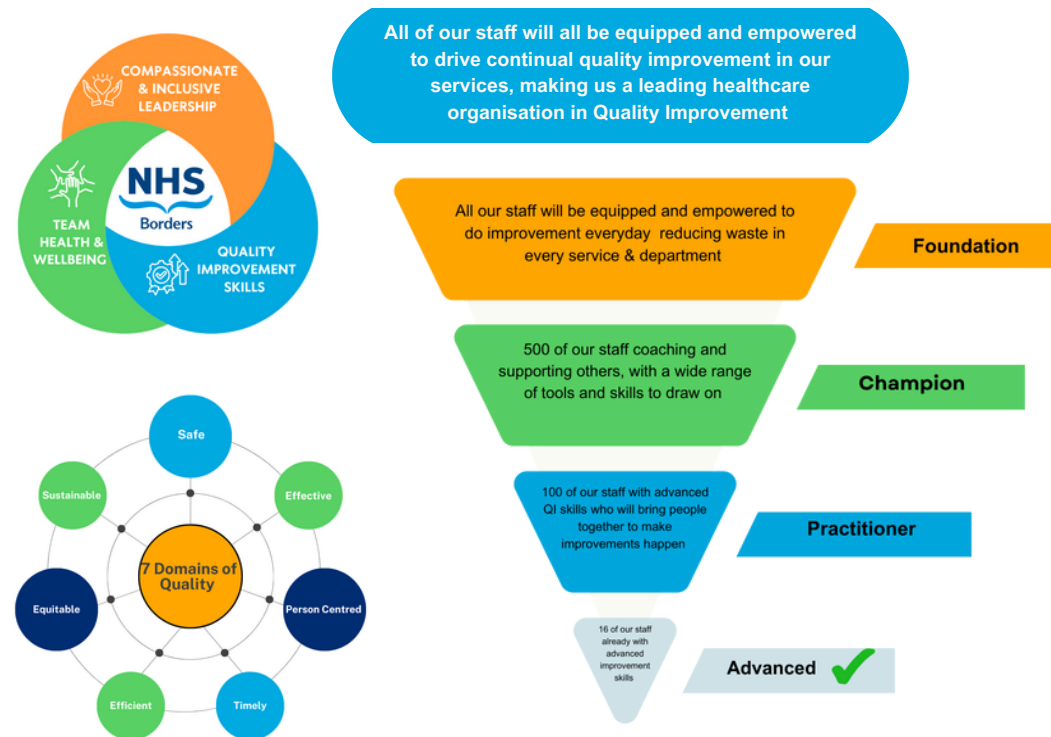 All of our staff will all be equipped and empowered
to drive continual quality improvement in our
services, making us a leading healthcare
organisation in Quality Improvement
COMPASSIONATE
& INCLUSIVE
LEADERSHIP
NHS
Borders
TEAM
HEALTH &
WELLBEING
QUALITY
IMPROVEMENT
SKILLS
All our staff will be equipped and empowered to
do improvement everyday reducing waste in
every service & department
Foundation
500 of our staff coaching and
supporting others, with a wide range
of tools and skills to draw on
Champion
100 of our staff with advanced
QI skills who will bring people
together to make
improvements happen
Practitioner
16 of our staff
already with
advanced
improvement
skills
Advanced
7 Domains of
Quality
Safe
Effective
Person Centred
Timely
Efficient
Equitable
Sustainable